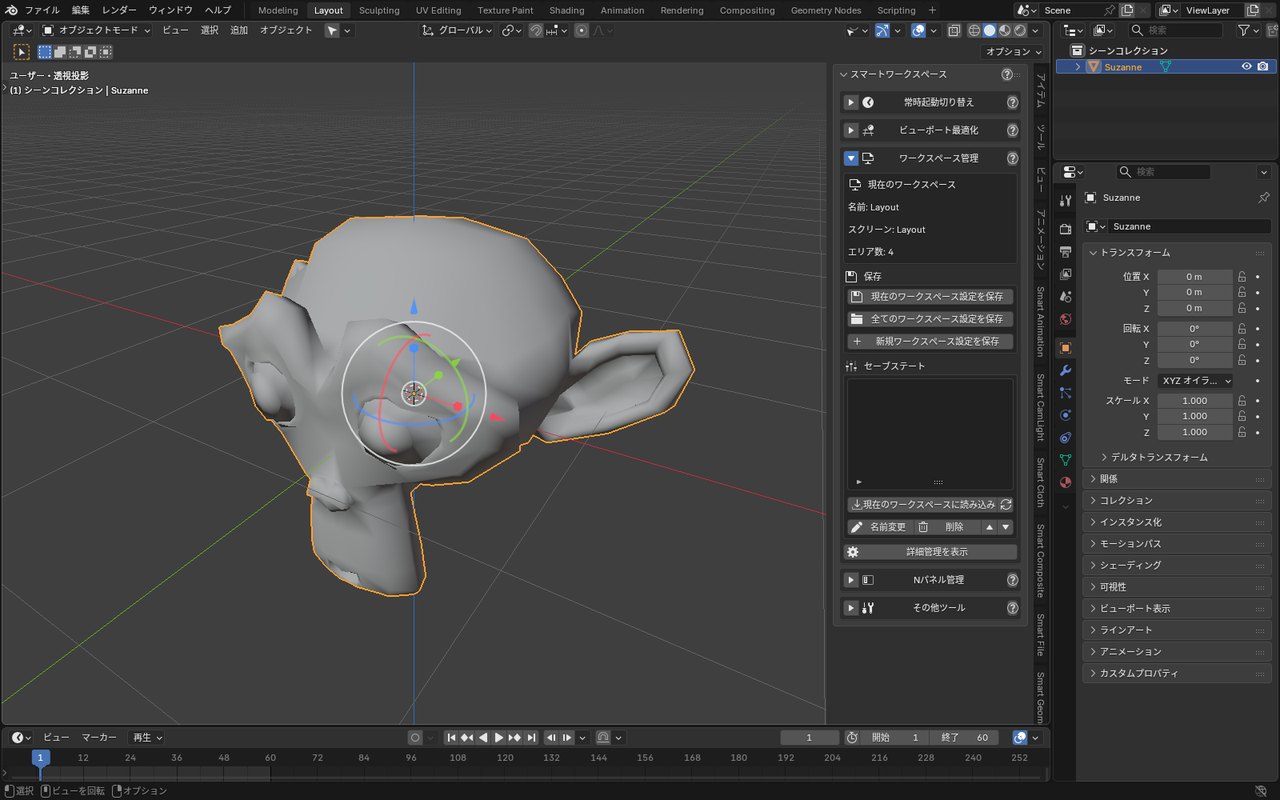 ファイル 編集 レンダー ウィンドウ ヘルプ Modeling Layout Sculpting UV Editing Texture Paint Shading Animation Rendering Compositing Geometry Nodes Scripting + Scene ViewLayer
オブジェクトモード ビュー 選択 追加 オブジェクト グローバル 検索
オプション
ユーザー・透視投影
(1) シーンコレクション | Suzanne
スマートワークスペース
常時起動切り替え
ビューポート最適化
ワークスペース管理
現在のワークスペース
名前: Layout
スクリーン: Layout
エリア数: 4
保存
現在のワークスペース設定を保存
全てのワークスペース設定を保存
新規ワークスペース設定を保存
セーブステート
現在のワークスペースに読み込み
名前変更 削除
詳細管理を表示
Nパネル管理
その他ツール
アイテム
ツール
ビュー
アニメーション
Smart Animation
Smart CamLight
Smart Cloth
Smart Composite
Smart File
Smart Geom
シーンコレクション
Suzanne
検索
Suzanne
Suzanne
トランスフォーム
位置 X 0 m
Y 0 m
Z 0 m
回転 X 0°
Y 0°
Z 0°
モード XYZ オイラ...
スケール X 1.000
Y 1.000
Z 1.000
デルタトランスフォーム
関係
コレクション
インスタンス化
モーションパス
シェーディング
可視性
ビューポート表示
ラインアート
アニメーション
カスタムプロパティ
ビュー マーカー 再生 1 開始 1 終了 60
1 12 24 36 48 60 72 84 96 108 120 132 144 156 168 180 192 204 216 228 240 252
選択 ビューを回転 オプション